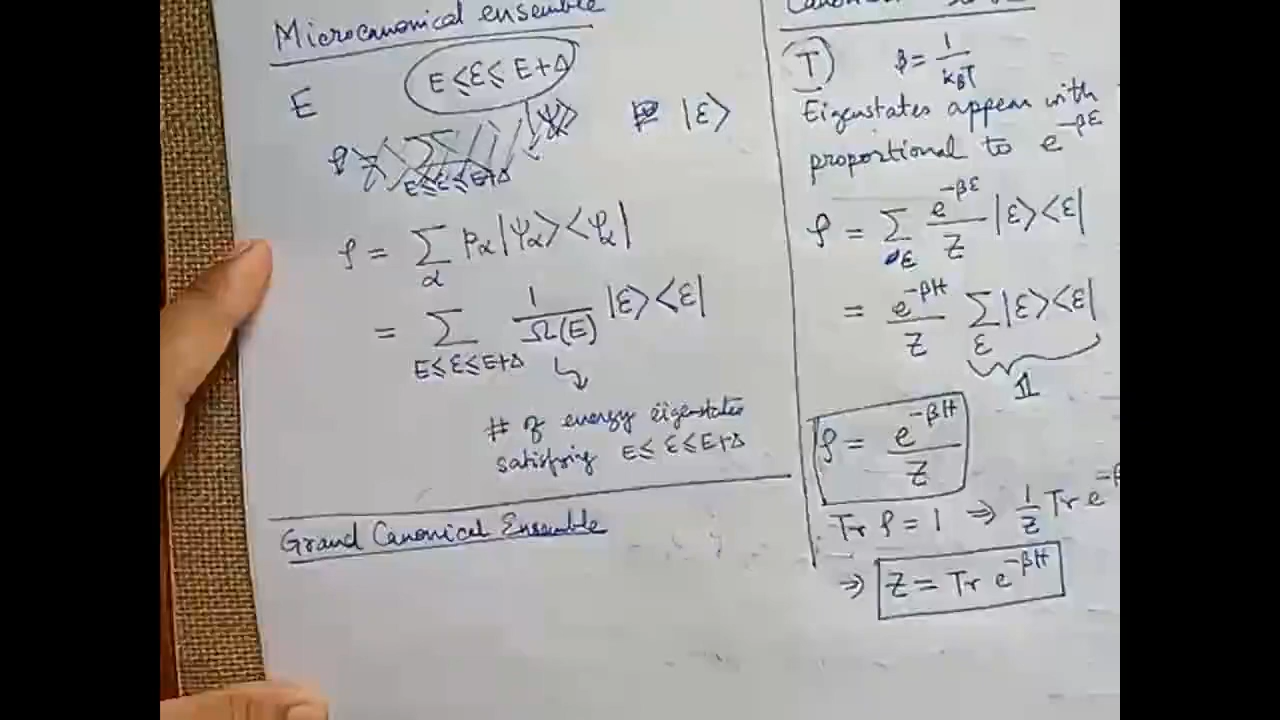 Microcanonical ensemble
E E ≤ ε ≤ E+Δ
|ε⟩
E ≤ ε ≤ E+Δ
ρ = Σ_α p_α |ψ_α⟩⟨ψ_α|
= Σ_{E≤ε≤E+Δ} 1/Ω(E) |ε⟩⟨ε|
# of energy eigenstates
satisfying E ≤ ε ≤ E+Δ
Grand Canonical Ensemble
T β = 1/k_BT
Eigenstates appear with
proportional to e^{-βε}
ρ = Σ_ε e^{-βε}/Z |ε⟩⟨ε|
= e^{-βH}/Z Σ_ε |ε⟩⟨ε|
𝟙
ρ = e^{-βH}/Z
Tr ρ = 1 ⇒ 1/Z Tr e
⇒ Z = Tr e^{-βH}